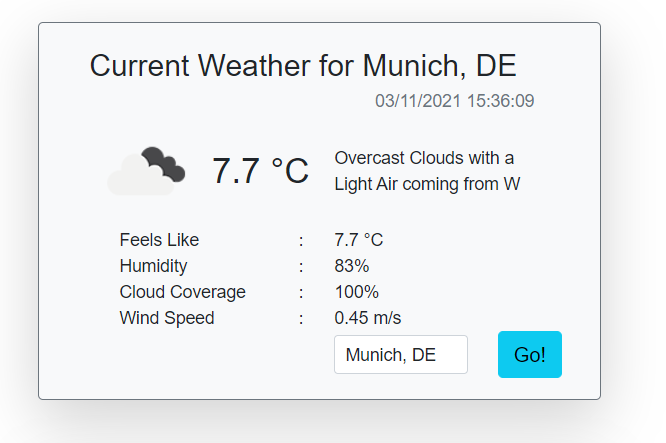 Current Weather for Munich, DE
03/11/2021 15:36:09
7.7 °C
Overcast Clouds with a
Light Air coming from W
Feels Like : 7.7 °C
Humidity : 83%
Cloud Coverage : 100%
Wind Speed : 0.45 m/s
Munich, DE Go!